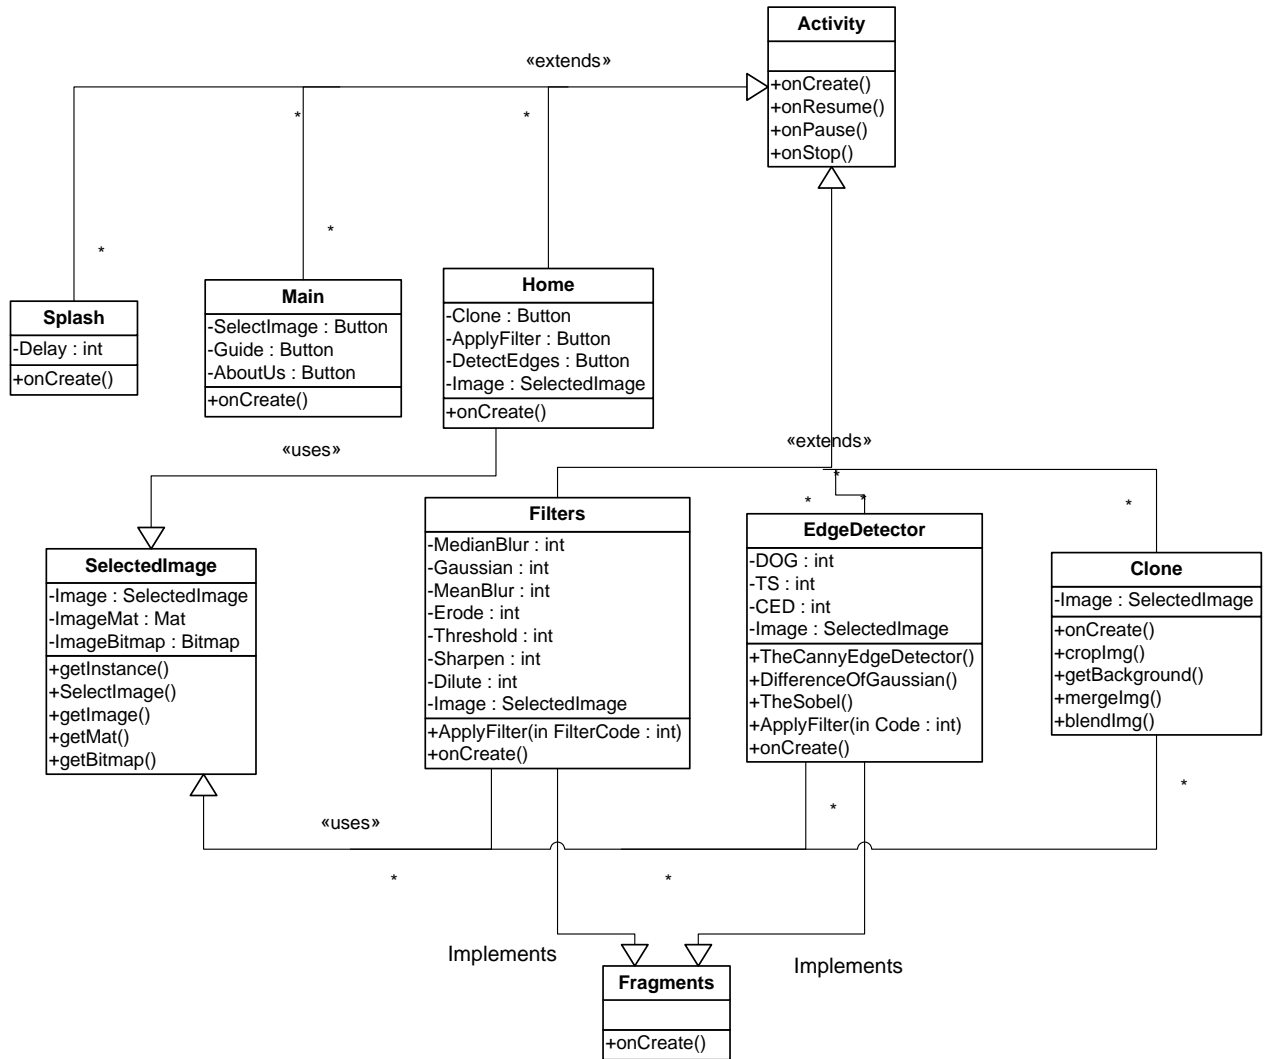 Activity
+onCreate()
+onResume()
+onPause()
+onStop()
«extends»
*
*
*
*
Splash
-Delay : int
+onCreate()
Main
-SelectImage : Button
-Guide : Button
-AboutUs : Button
+onCreate()
Home
-Clone : Button
-ApplyFilter : Button
-DetectEdges : Button
-Image : SelectedImage
+onCreate()
«uses»
«extends»
*
*
*
*
SelectedImage
-Image : SelectedImage
-ImageMat : Mat
-ImageBitmap : Bitmap
+getInstance()
+SelectImage()
+getImage()
+getMat()
+getBitmap()
Filters
-MedianBlur : int
-Gaussian : int
-MeanBlur : int
-Erode : int
-Threshold : int
-Sharpen : int
-Dilute : int
-Image : SelectedImage
+ApplyFilter(in FilterCode : int)
+onCreate()
EdgeDetector
-DOG : int
-TS : int
-CED : int
-Image : SelectedImage
+TheCannyEdgeDetector()
+DifferenceOfGaussian()
+TheSobel()
+ApplyFilter(in Code : int)
+onCreate()
Clone
-Image : SelectedImage
+onCreate()
+cropImg()
+getBackground()
+mergeImg()
+blendImg()
«uses»
*
*
*
*
Implements
Implements
Fragments
+onCreate()